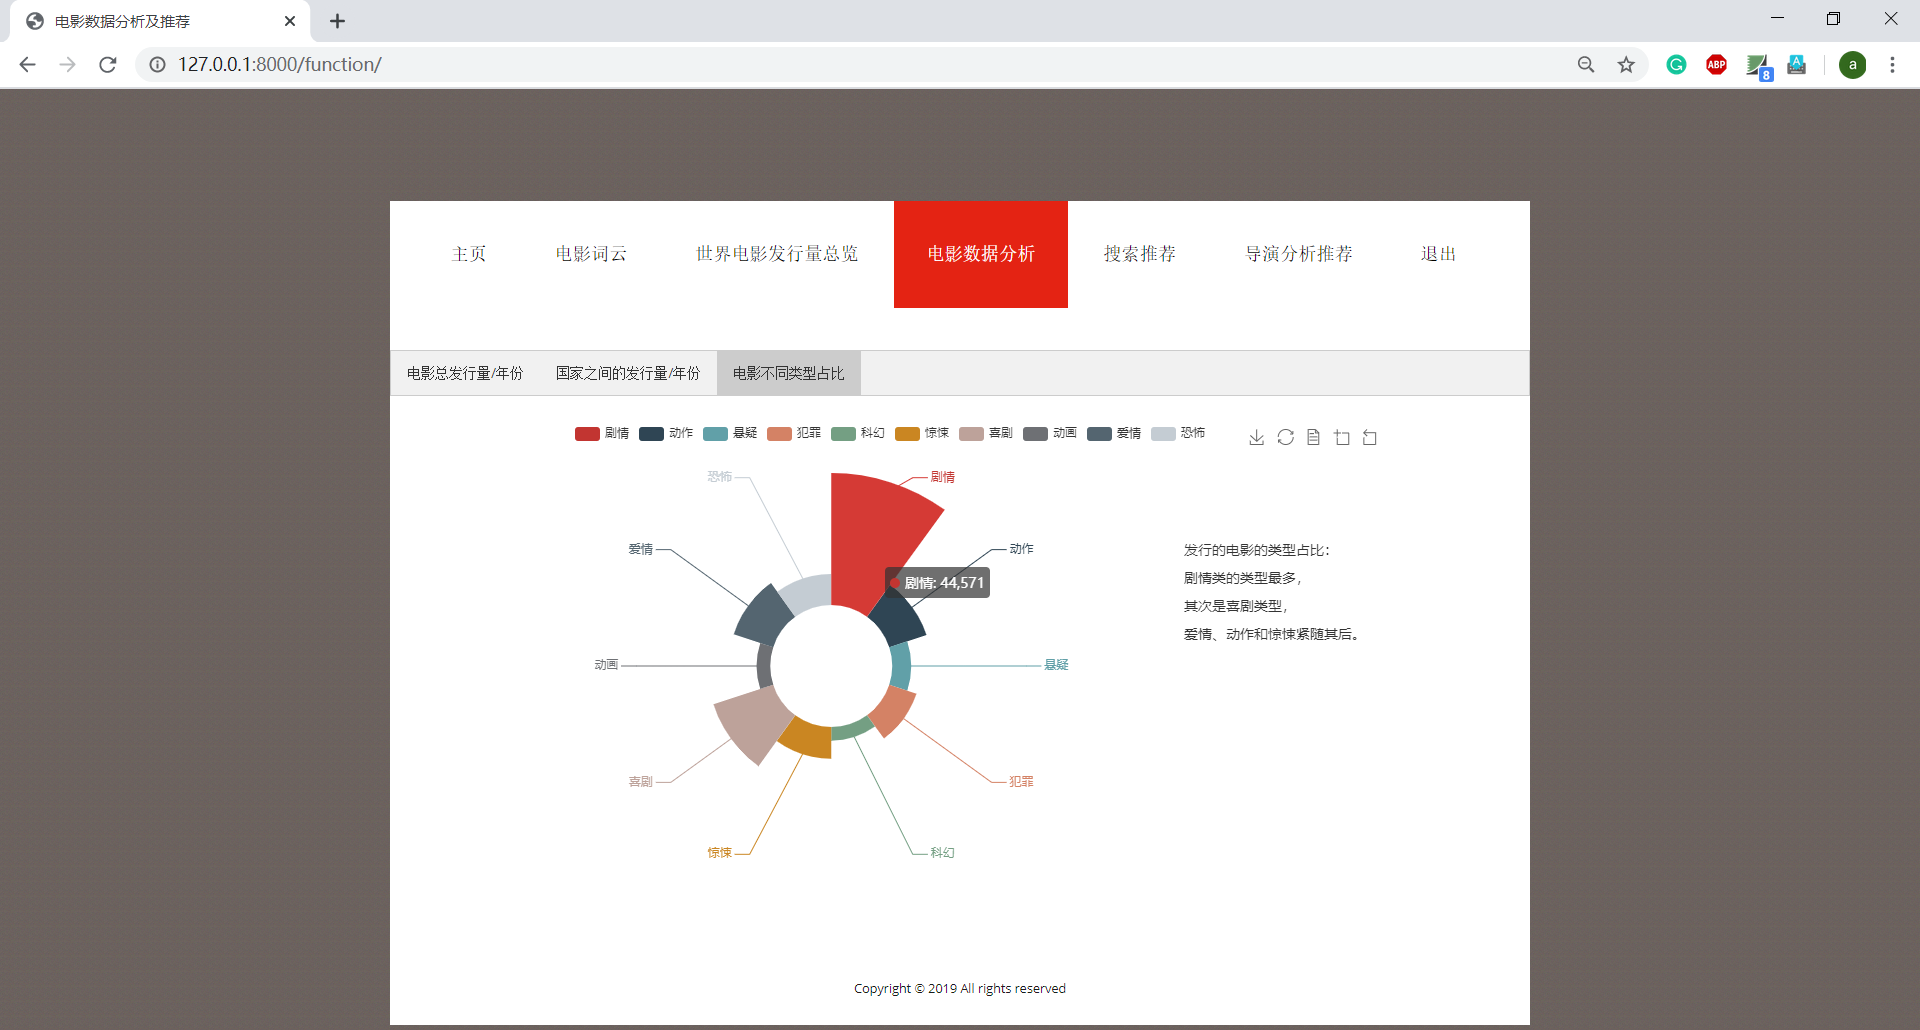 电影数据分析及推荐
127.0.0.1:8000/function/
ABP
8
A
a
主页 电影词云 世界电影发行量总览 电影数据分析 搜索推荐 导演分析推荐 退出
电影总发行量/年份 国家之间的发行量/年份 电影不同类型占比
剧情 动作 悬疑 犯罪 科幻 惊悚 喜剧 动画 爱情 恐怖
恐怖 剧情
爱情 动作
剧情: 44,571
动画 悬疑
喜剧 犯罪
惊悚 科幻
发行的电影的类型占比：
剧情类的类型最多，
其次是喜剧类型，
爱情、动作和惊悚紧随其后。
Copyright © 2019 All rights reserved